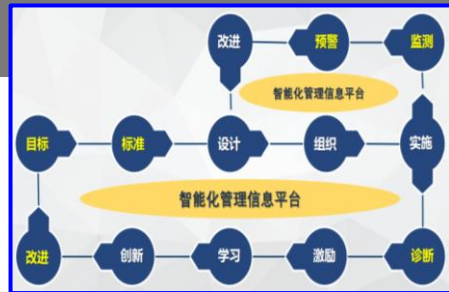 改进 预警 监测
智能化管理信息平台
目标 标准 设计 组织 实施
智能化管理信息平台
改进 创新 学习 激励 诊断